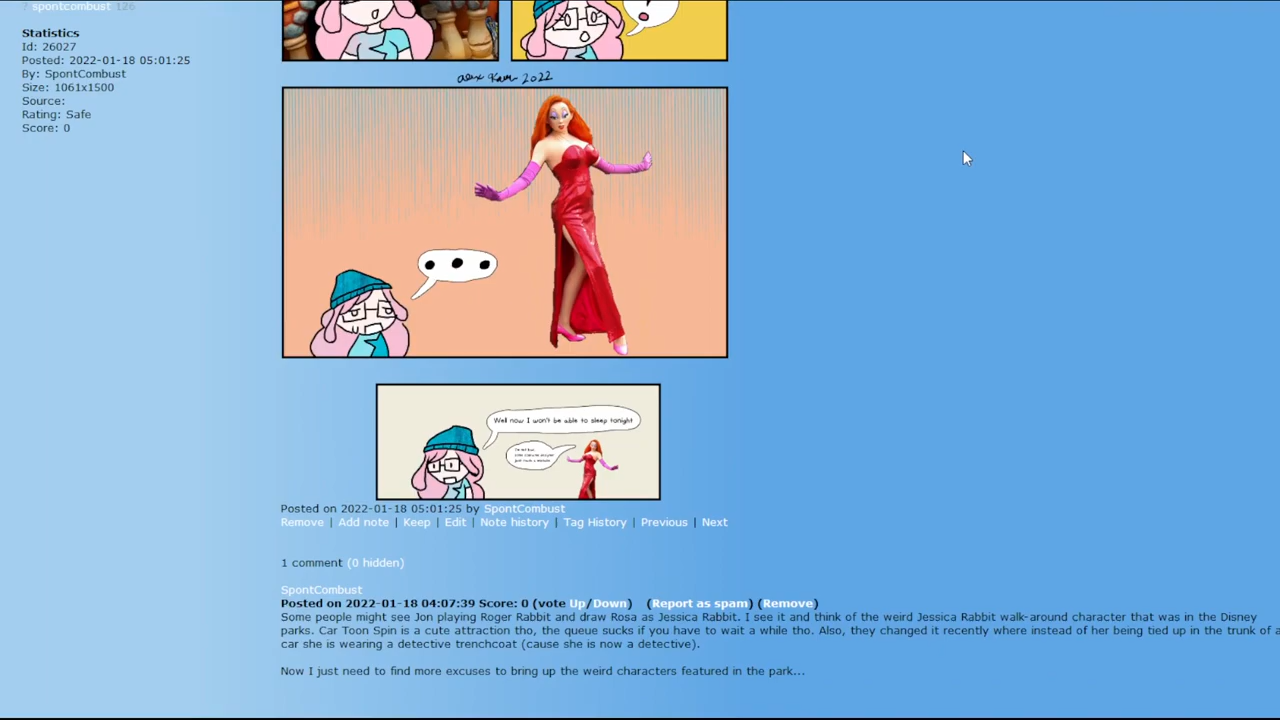 ? spontcombust 126
Statistics
Id: 26027
Posted: 2022-01-18 05:01:25
By: SpontCombust
Size: 1061x1500
Source:
Rating: Safe
Score: 0
2022
Well now I won't be able to sleep tonight
Posted on 2022-01-18 05:01:25 by SpontCombust
Remove | Add note | Keep | Edit | Note history | Tag History | Previous | Next
1 comment (0 hidden)
SpontCombust
Posted on 2022-01-18 04:07:39 Score: 0 (vote Up/Down) (Report as spam) (Remove)
Some people might see Jon playing Roger Rabbit and draw Rosa as Jessica Rabbit. I see it and think of the weird Jessica Rabbit walk-around character that was in the Disney
parks. Car Toon Spin is a cute attraction tho, the queue sucks if you have to wait a while tho. Also, they changed it recently where instead of her being tied up in the trunk of a
car she is wearing a detective trenchcoat (cause she is now a detective).
Now I just need to find more excuses to bring up the weird characters featured in the park...